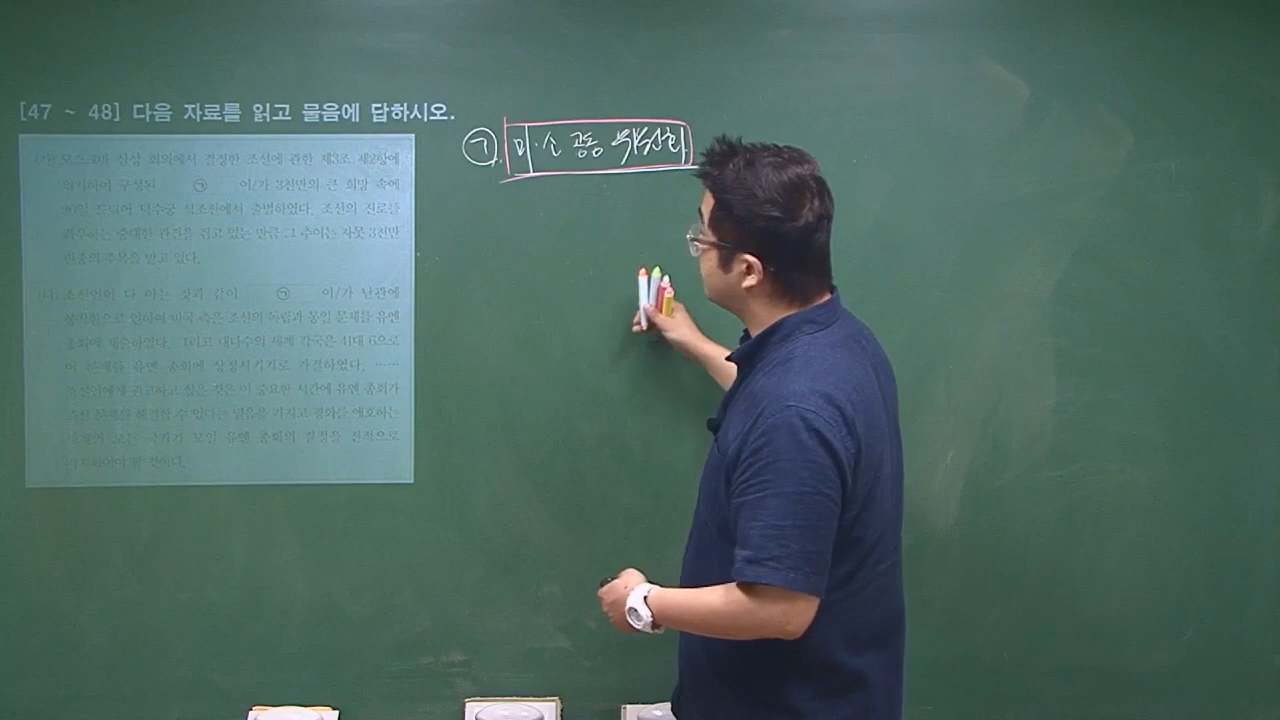 [47 ~ 48] 다음 자료를 읽고 물음에 답하시오.
(가) 모스크바 삼상 회의에서 결정한 조선에 관한 제3조 제2항에
의거하여 구성된 ㉠ 이/가 3천만의 큰 희망 속에
20일 드디어 덕수궁 석조전에서 출범하였다. 조선의 진로를
좌우하는 중대한 관건을 쥐고 있는 만큼 그 추이는 자못 3천만
민중의 주목을 받고 있다.
(나) 조선인이 다 아는 것과 같이 ㉠ 이/가 난관에
봉착함으로 인하여 미국 측은 조선의 독립과 통일 문제를 유엔
총회에 제출하였다. 그리고 대다수의 세계 각국은 41대 6으로
이 문제를 유엔 총회에 상정시키기로 가결하였다. ……
조선인에게 권고하고 싶은 것은 이 중요한 시간에 유엔 총회가
조선 문제를 해결할 수 있다는 믿음을 가지고 평화를 애호하는
세계의 모든 국가가 모인 유엔 총회의 결정을 전적으로
지지하여야 할 것이다.
㉠. 미·소 공동 위원회